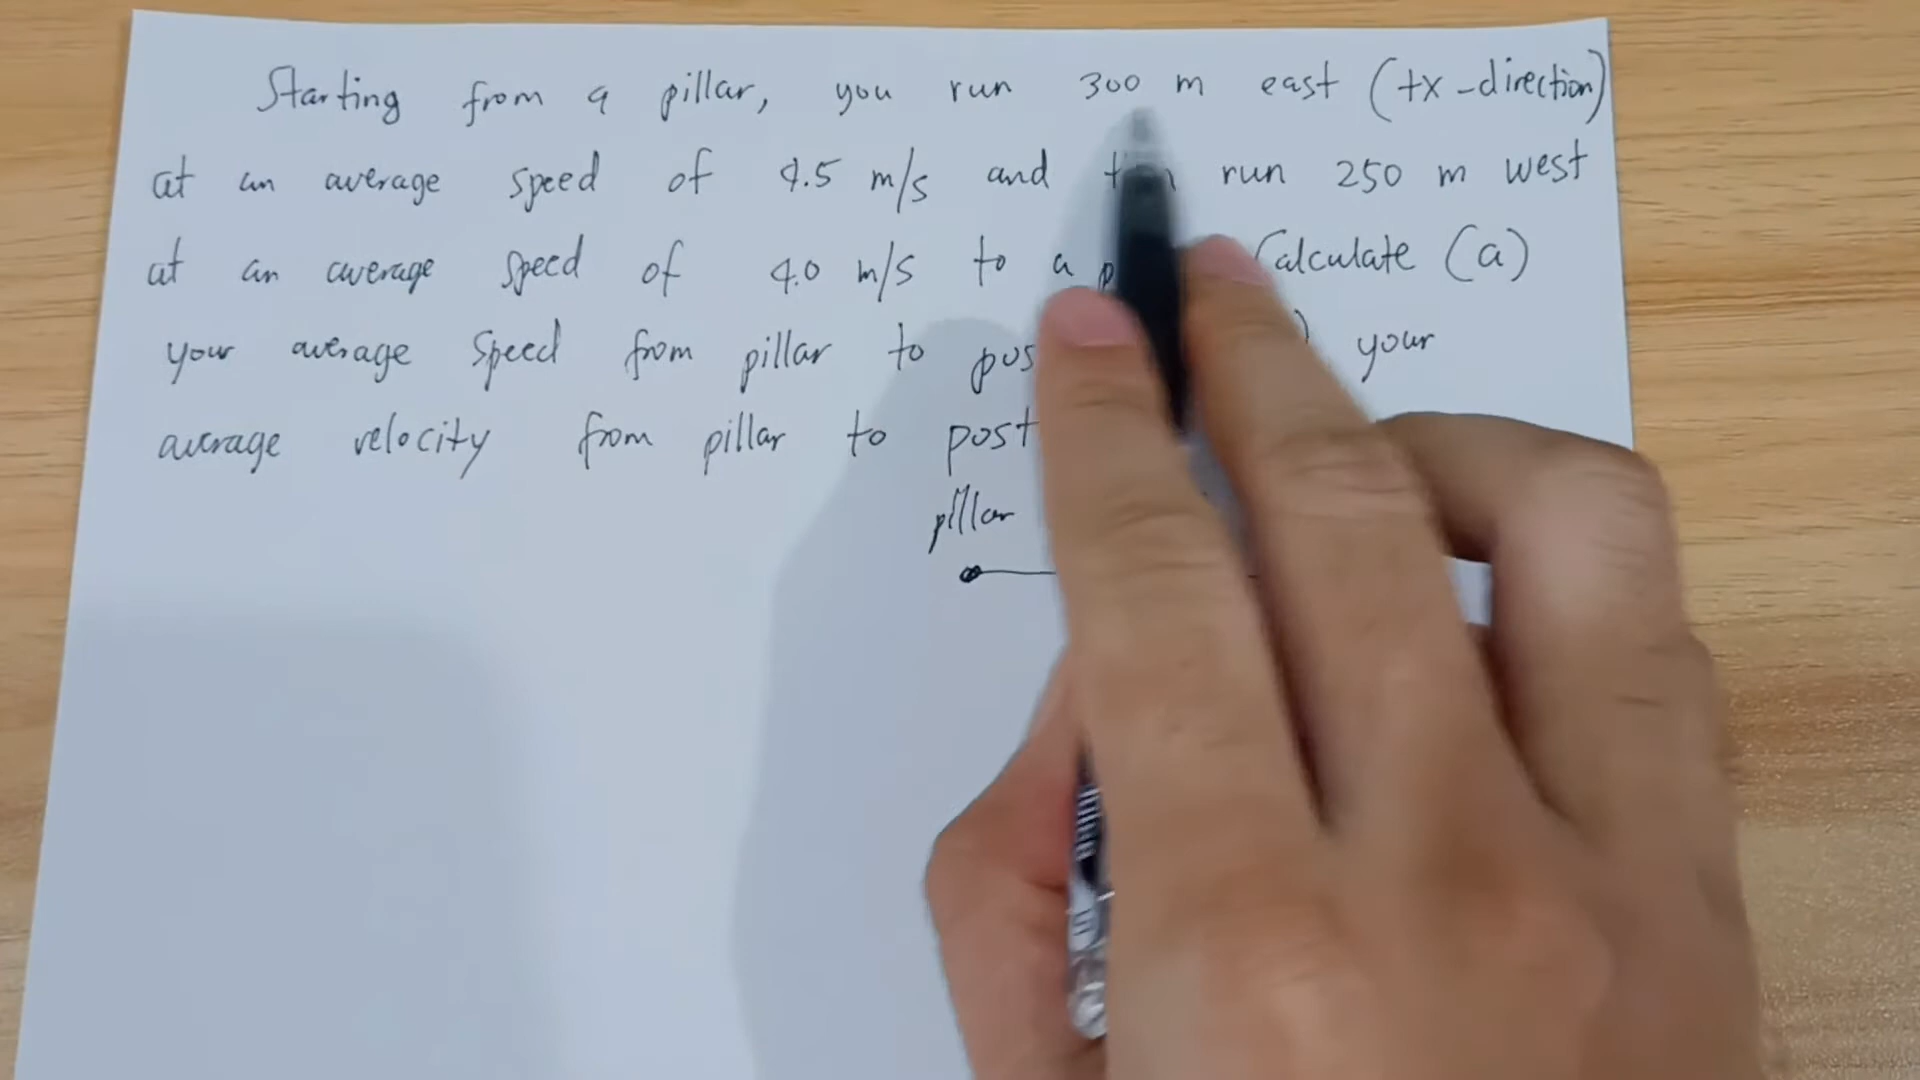 Starting from a pillar, you run 300 m east (+x-direction)
at an average speed of 4.5 m/s and run 250 m west
at an average speed of 4.0 m/s to a Calculate (a)
your average speed from pillar to your
average velocity from pillar to post
pillar